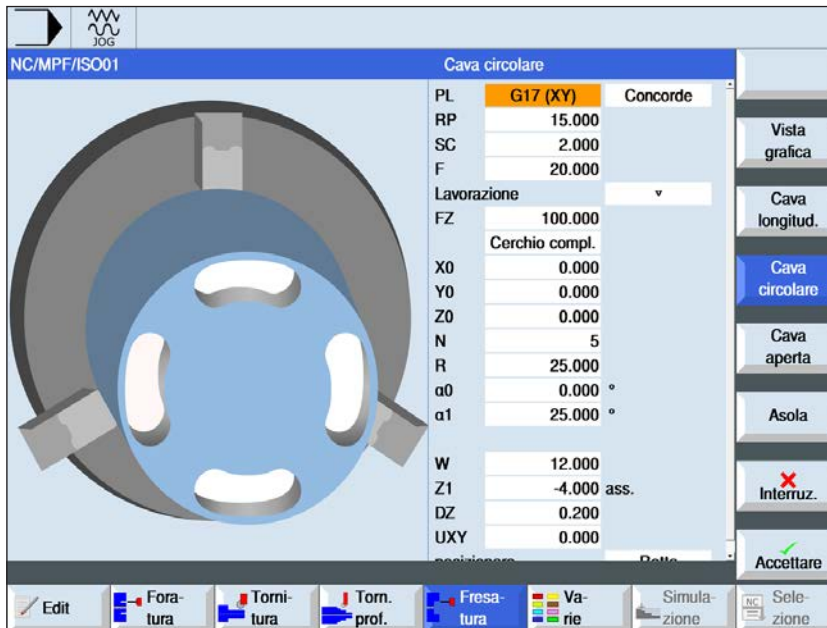 JOG
NC/MPF/ISO01
Cava circolare
PL G17 (XY) Concorde
RP 15.000
SC 2.000
F 20.000
Lavorazione ▿
FZ 100.000
Cerchio compl.
X0 0.000
Y0 0.000
Z0 0.000
N 5
R 25.000
α0 0.000 °
α1 25.000 °
W 12.000
Z1 -4.000 ass.
DZ 0.200
UXY 0.000
Vista
grafica
Cava
longitud.
Cava
circolare
Cava
aperta
Asola
Interruz.
Accettare
Edit
Fora-
tura
Torni-
tura
Torn.
prof.
Fresa-
tura
Va-
rie
Simula-
zione
NC
Sele-
zione